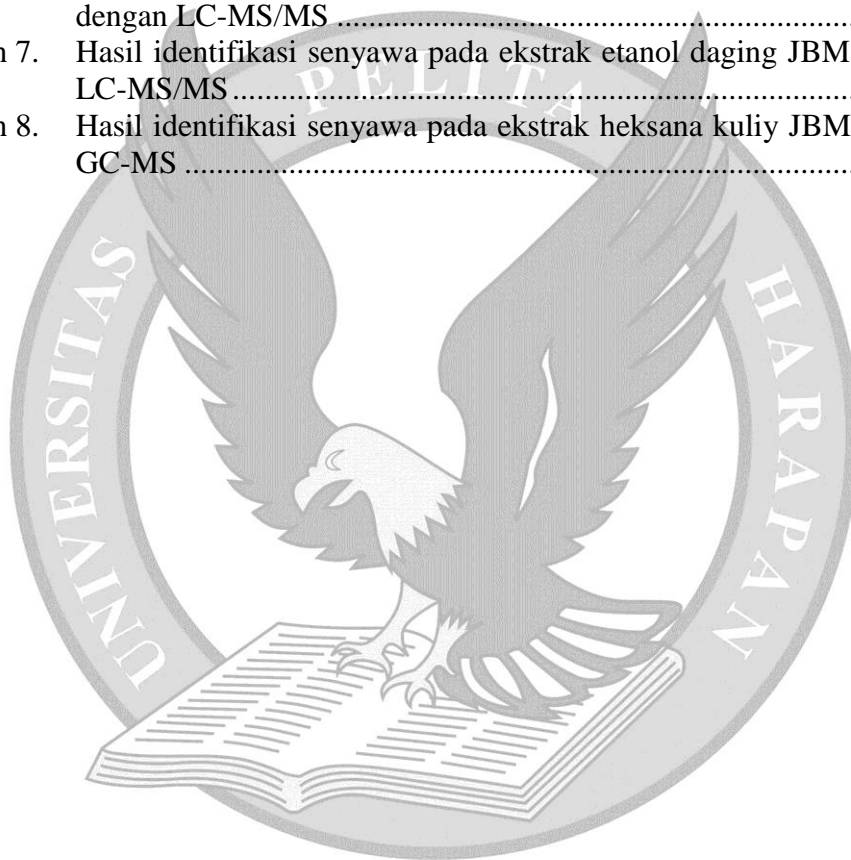 dengan LC-MS/MS ..........................................................................
n 7. Hasil identifikasi senyawa pada ekstrak etanol daging JBM
LC-MS/MS..........................................................................................
n 8. Hasil identifikasi senyawa pada ekstrak heksana kuliy JBM
GC-MS ................................................................................................
UNIVERSITAS PELITA HARAPAN